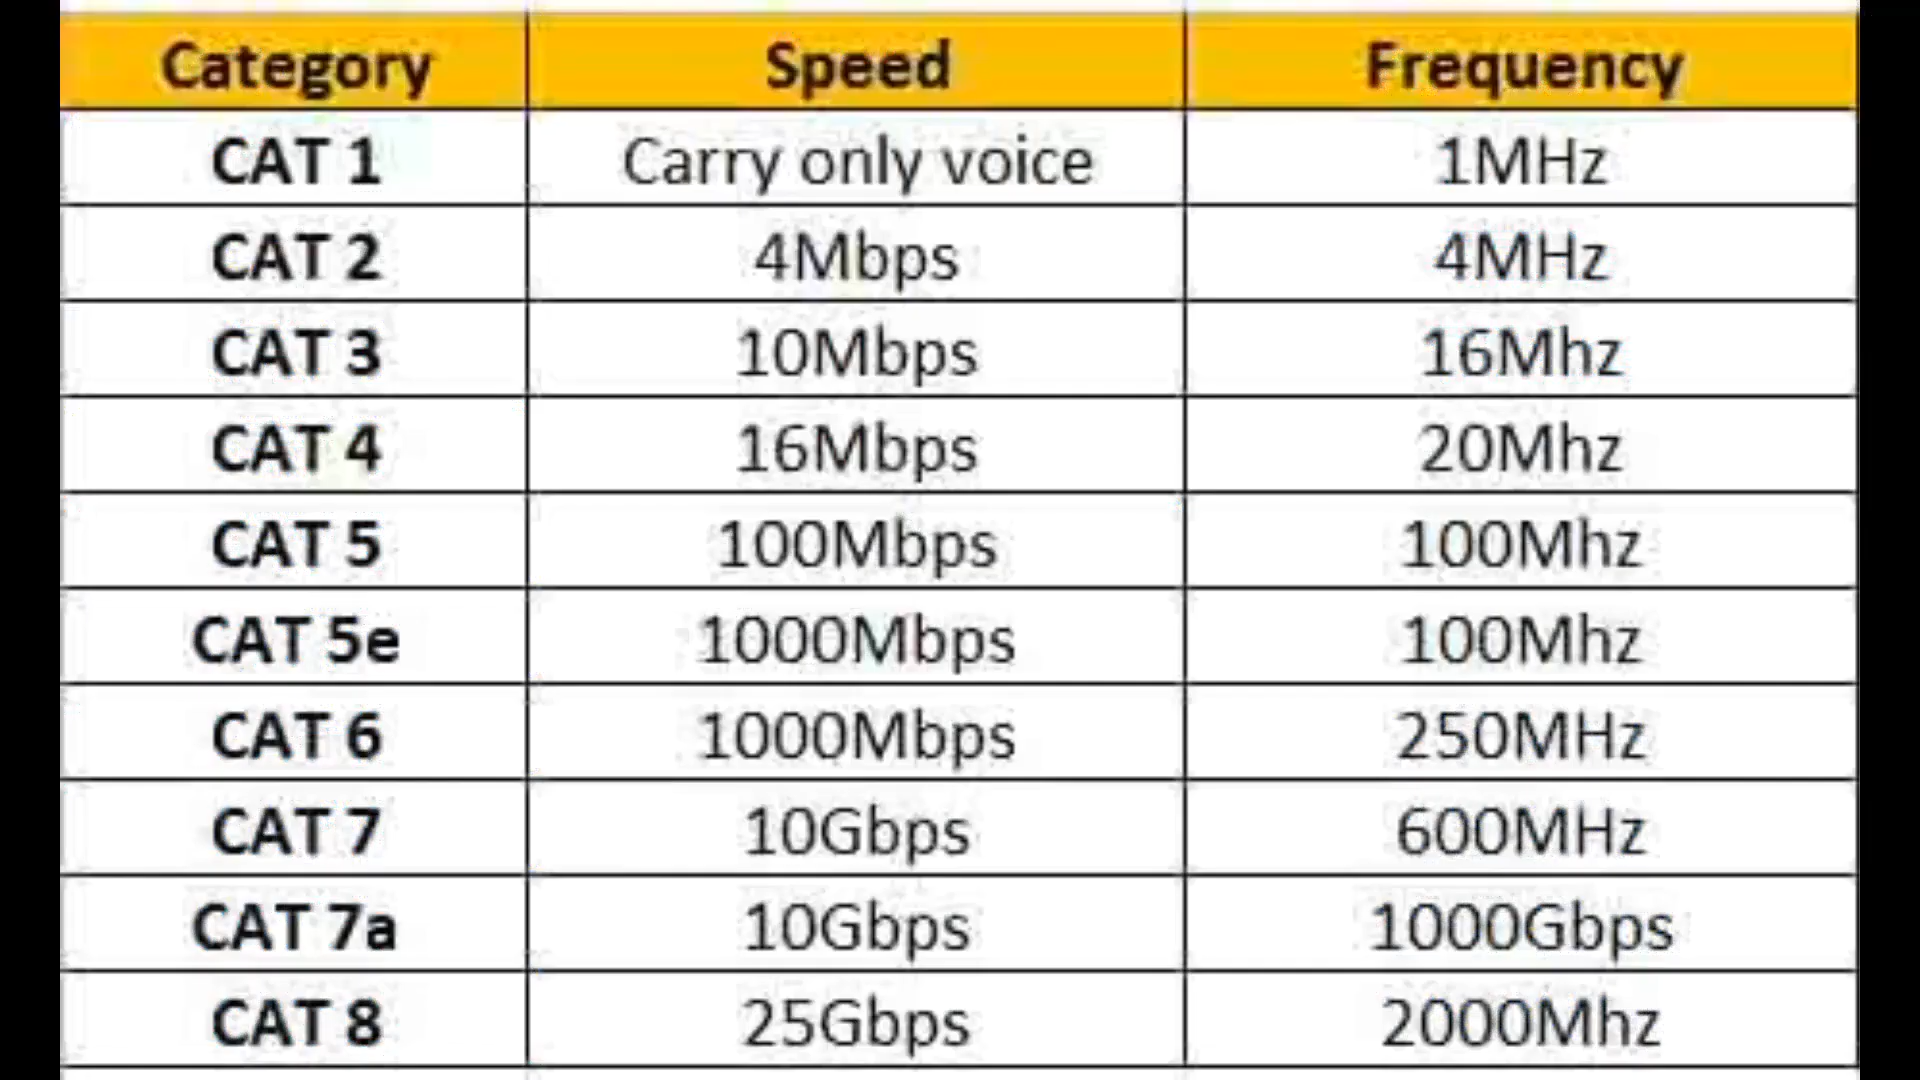 Category Speed Frequency
CAT 1 Carry only voice 1MHz
CAT 2 4Mbps 4MHz
CAT 3 10Mbps 16Mhz
CAT 4 16Mbps 20Mhz
CAT 5 100Mbps 100Mhz
CAT 5e 1000Mbps 100Mhz
CAT 6 1000Mbps 250MHz
CAT 7 10Gbps 600MHz
CAT 7a 10Gbps 1000Gbps
CAT 8 25Gbps 2000Mhz